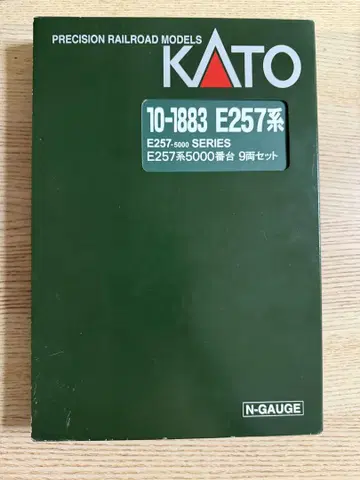 PRECISION RAILROAD MODELS
KATO
10-1883 E257系
E257-5000 SERIES
E257系5000番台 9両セット
N-GAUGE